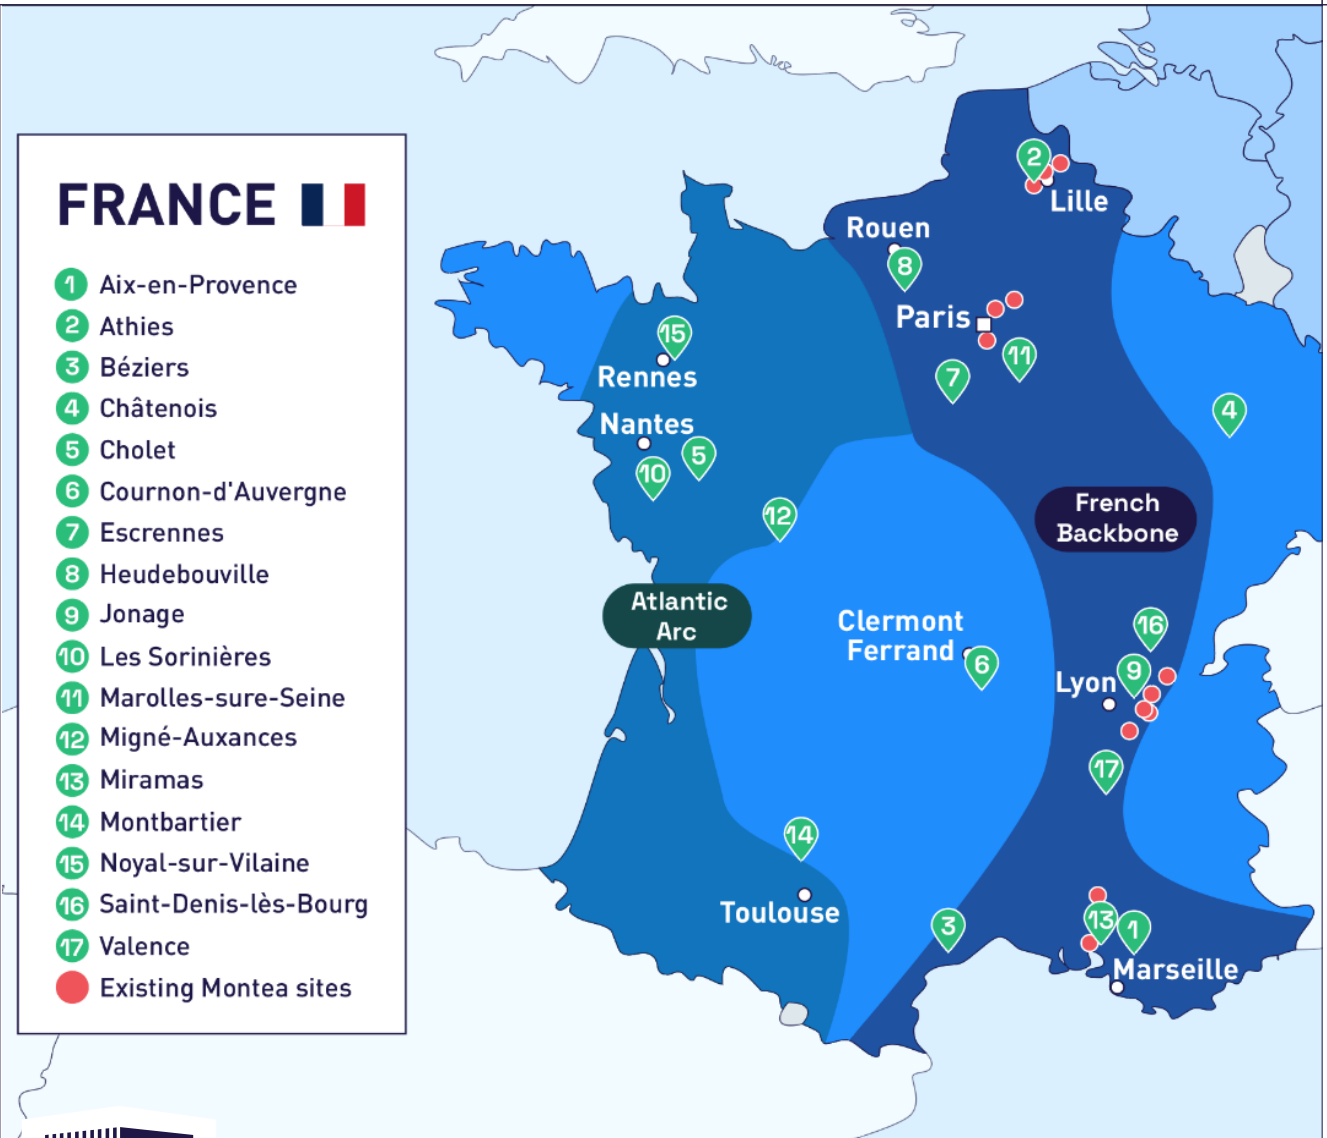 FRANCE
1 Aix-en-Provence
2 Athies
3 Béziers
4 Châtenois
5 Cholet
6 Cournon-d'Auvergne
7 Escrennes
8 Heudebouville
9 Jonage
10 Les Sorinières
11 Marolles-sure-Seine
12 Migné-Auxances
13 Miramas
14 Montbartier
15 Noyal-sur-Vilaine
16 Saint-Denis-lès-Bourg
17 Valence
Existing Montea sites
2
Lille
Rouen
8
Paris
15
11
Rennes
7
4
Nantes
5
10
12
French
Backbone
Atlantic
Arc
Clermont
Ferrand
6
16
9
Lyon
17
14
Toulouse
3
13
1
Marseille